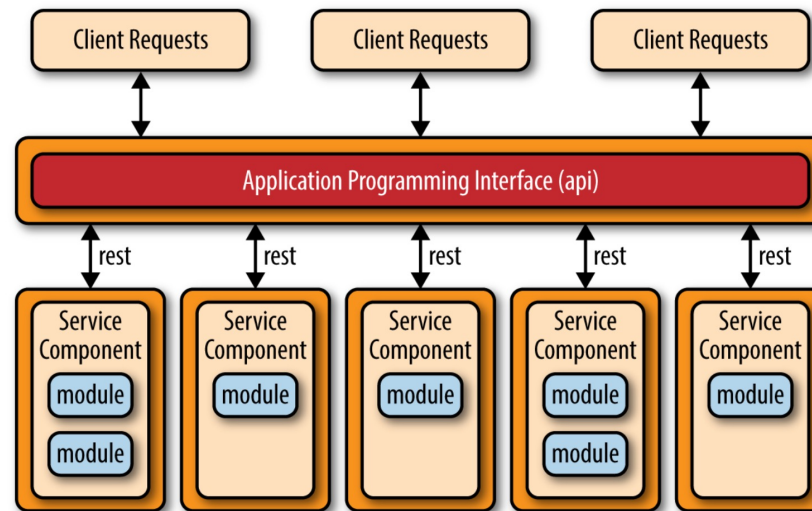 Client Requests
Client Requests
Client Requests
Application Programming Interface (api)
rest
rest
rest
rest
rest
Service
Component
module
module
Service
Component
module
Service
Component
module
Service
Component
module
module
Service
Component
module